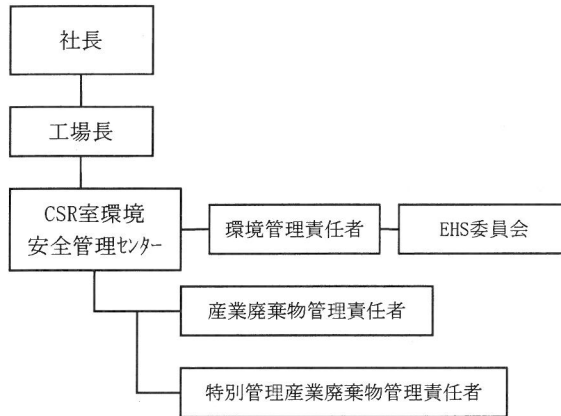 社長
工場長
CSR室環境
安全管理ｾﾝﾀｰ
環境管理責任者
EHS委員会
産業廃棄物管理責任者
特別管理産業廃棄物管理責任者